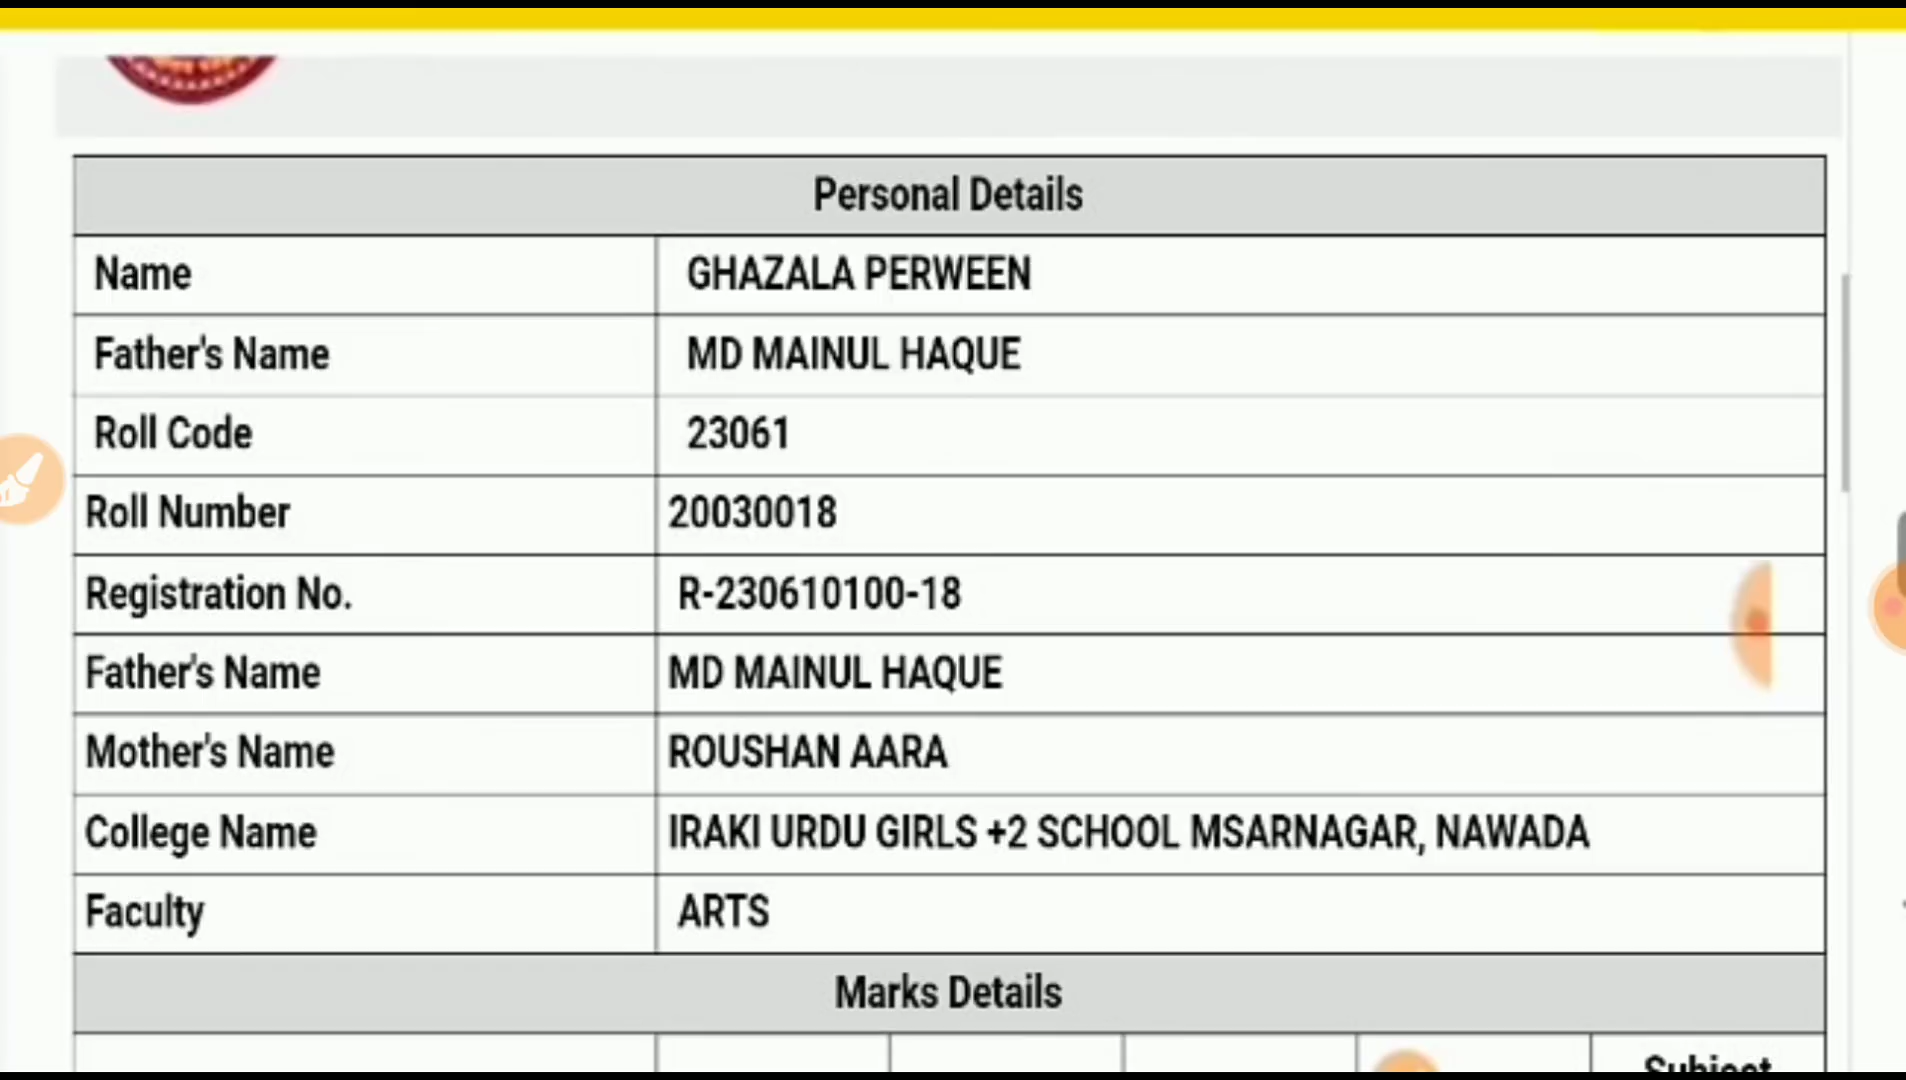 Personal Details
Name GHAZALA PERWEEN
Father's Name MD MAINUL HAQUE
Roll Code 23061
Roll Number 20030018
Registration No. R-230610100-18
Father's Name MD MAINUL HAQUE
Mother's Name ROUSHAN AARA
College Name IRAKI URDU GIRLS +2 SCHOOL MSARNAGAR, NAWADA
Faculty ARTS
Marks Details
Subject